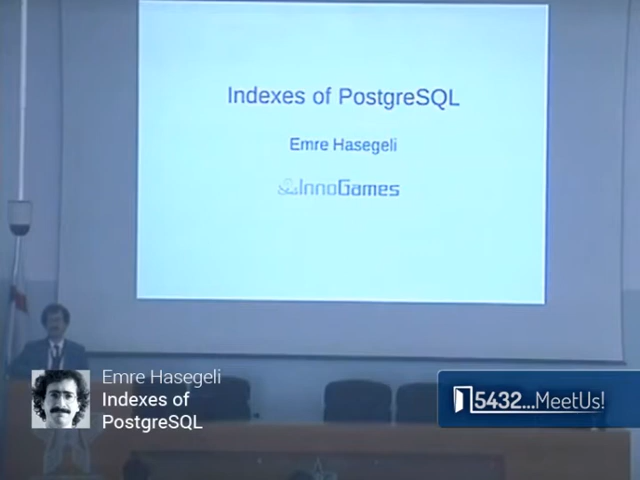 Indexes of PostgreSQL
Emre Hasegeli
InnoGames
Emre Hasegeli
Indexes of
PostgreSQL
5432...MeetUs!